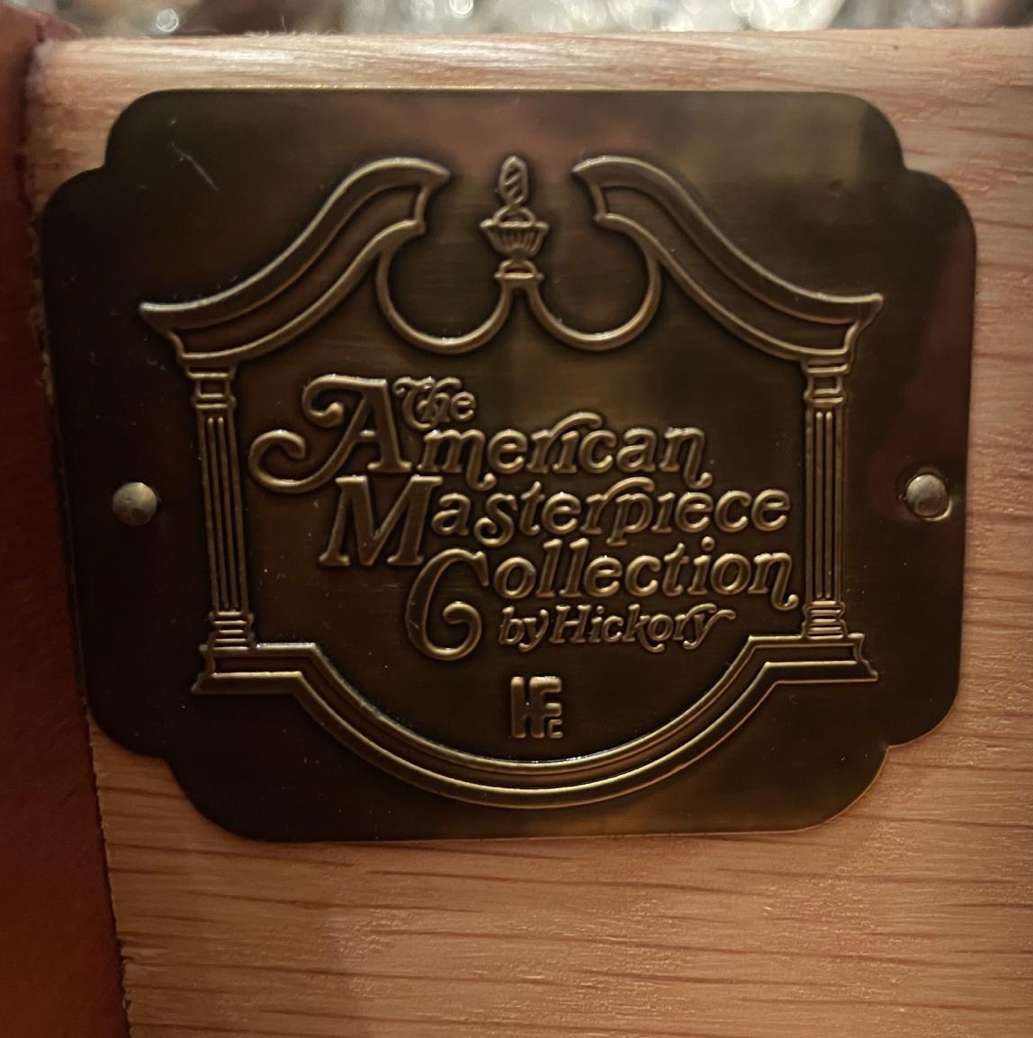 The
American
Masterpiece
Collection
by Hickory
HFC